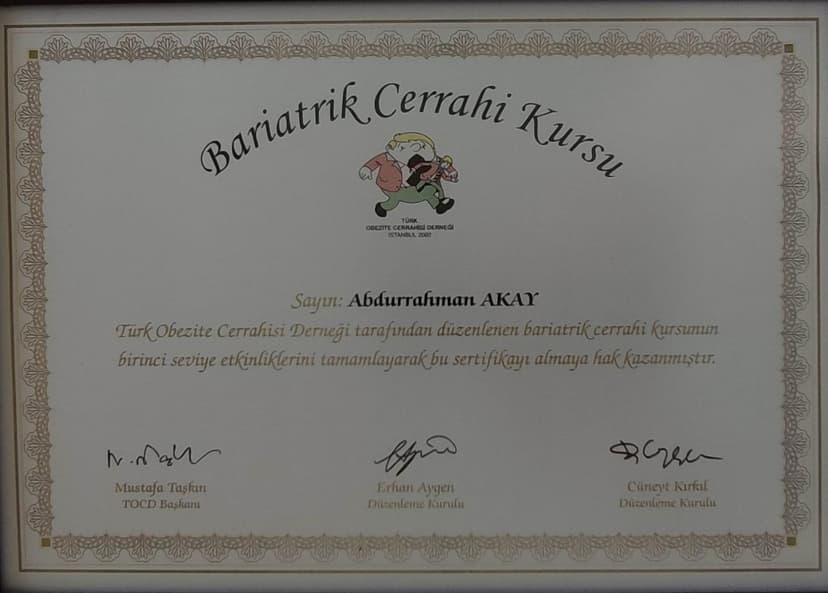 Bariatrik Cerrahi Kursu
TÜRK
OBEZİTE CERRAHİSİ DERNEĞİ
İSTANBUL 2002
Sayın: Abdurrahman AKAY
Türk Obezite Cerrahisi Derneği tarafından düzenlenen bariatrik cerrahi kursunun
birinci seviye etkinliklerini tamamlayarak bu sertifikayı almaya hak kazanmıştır.
Mustafa Taşkın
TOCD Başkanı
Erhan Aygen
Düzenleme Kurulu
Cüneyt Kırkıl
Düzenleme Kurulu